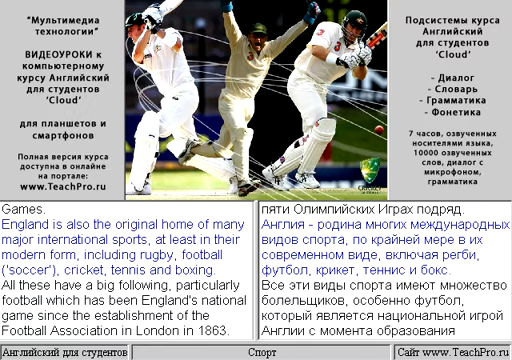 "Мультимедиа
технологии"
ВИДЕОУРОКИ к
компьютерному
курсу Английский
для студентов
'Cloud'
для планшетов и
смартфонов
Полная версия курса
доступна в онлайне
на портале:
www.TeachPro.ru
Подсистемы курса
Английский
для студентов
'Cloud'
- Диалог
- Словарь
- Грамматика
- Фонетика
7 часов, озвученных
носителями языка,
10000 озвученных
слов, диалог с
микрофоном,
грамматика
Games.
England is also the original home of many
major international sports, at least in their
modern form, including rugby, football
('soccer'), cricket, tennis and boxing.
All these have a big following, particularly
football which has been England's national
game since the establishment of the
Football Association in London in 1863.
пяти Олимпийских Играх подряд.
Англия - родина многих международных
видов спорта, по крайней мере в их
современном виде, включая регби,
футбол, крикет, теннис и бокс.
Все эти виды спорта имеют множество
болельщиков, особенно футбол,
который является национальной игрой
Англии с момента образования
Английский для студентов
Спорт
Сайт www.TeachPro.ru